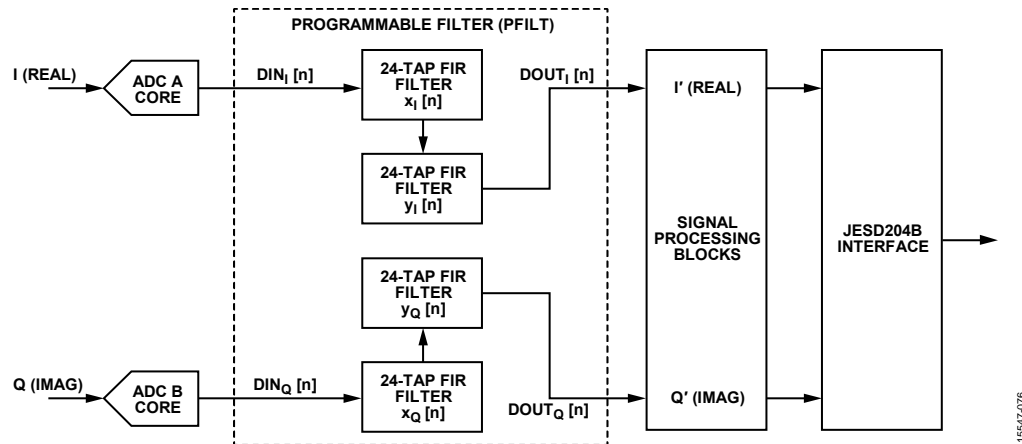 PROGRAMMABLE FILTER (PFILT)
I (REAL)
ADC A
CORE
DINI [n]
24-TAP FIR
FILTER
xI [n]
DOUTI [n]
I′ (REAL)
24-TAP FIR
FILTER
yI [n]
SIGNAL
PROCESSING
BLOCKS
JESD204B
INTERFACE
24-TAP FIR
FILTER
yQ [n]
Q (IMAG)
ADC B
CORE
DINQ [n]
24-TAP FIR
FILTER
xQ [n]
DOUTQ [n]
Q′ (IMAG)
15547-076